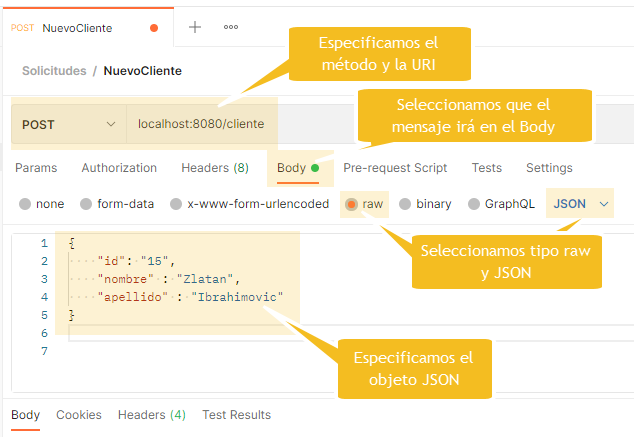 POST NuevoCliente
Especificamos el
método y la URI
Solicitudes / NuevoCliente
Seleccionamos que el
mensaje irá en el Body
POST localhost:8080/cliente
Params Authorization Headers (8) Body Pre-request Script Tests Settings
none form-data x-www-form-urlencoded raw binary GraphQL JSON
Seleccionamos tipo raw
y JSON
1 {
2 "id": "15",
3 "nombre" : "Zlatan",
4 "apellido" : "Ibrahimovic"
5 }
6
7
Especificamos el
objeto JSON
Body Cookies Headers (4) Test Results